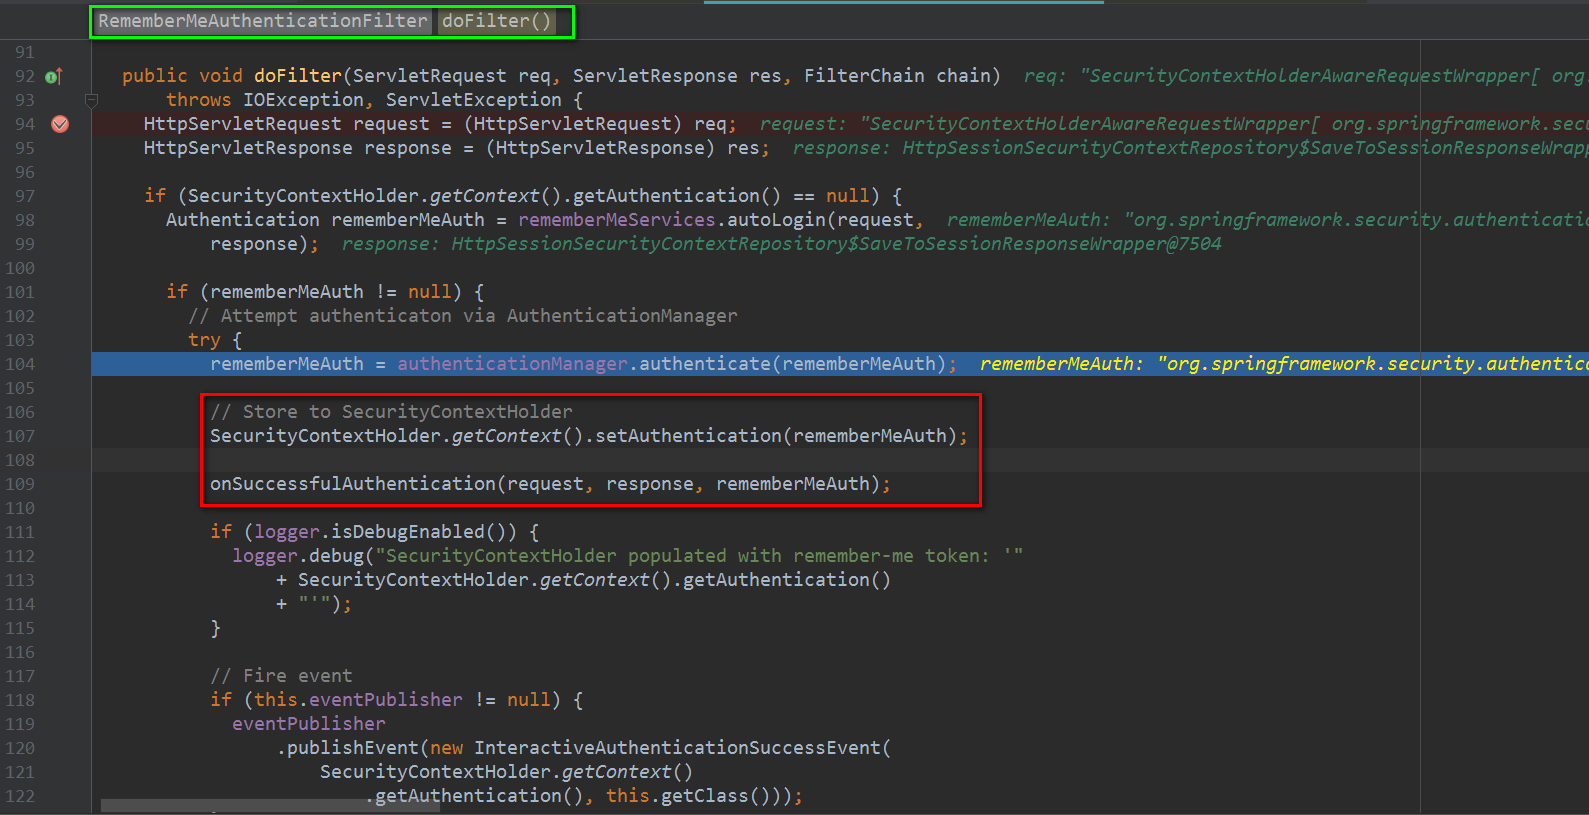 RememberMeAuthenticationFilter doFilter()
91
92 public void doFilter(ServletRequest req, ServletResponse res, FilterChain chain) req: "SecurityContextHolderAwareRequestWrapper[ org.
93 throws IOException, ServletException {
94 HttpServletRequest request = (HttpServletRequest) req; request: "SecurityContextHolderAwareRequestWrapper[ org.springframework.secu
95 HttpServletResponse response = (HttpServletResponse) res; response: HttpSessionSecurityContextRepository$SaveToSessionResponseWrapp
96
97 if (SecurityContextHolder.getContext().getAuthentication() == null) {
98 Authentication rememberMeAuth = rememberMeServices.autoLogin(request, rememberMeAuth: "org.springframework.security.authenticatio
99 response); response: HttpSessionSecurityContextRepository$SaveToSessionResponseWrapper@7504
100
101 if (rememberMeAuth != null) {
102 // Attempt authenticaton via AuthenticationManager
103 try {
104 rememberMeAuth = authenticationManager.authenticate(rememberMeAuth); rememberMeAuth: "org.springframework.security.authentica
105
106 // Store to SecurityContextHolder
107 SecurityContextHolder.getContext().setAuthentication(rememberMeAuth);
108
109 onSuccessfulAuthentication(request, response, rememberMeAuth);
110
111 if (logger.isDebugEnabled()) {
112 logger.debug("SecurityContextHolder populated with remember-me token: '"
113 + SecurityContextHolder.getContext().getAuthentication()
114 + "'");
115 }
116
117 // Fire event
118 if (this.eventPublisher != null) {
119 eventPublisher
120 .publishEvent(new InteractiveAuthenticationSuccessEvent(
121 SecurityContextHolder.getContext()
122 .getAuthentication(), this.getClass()));